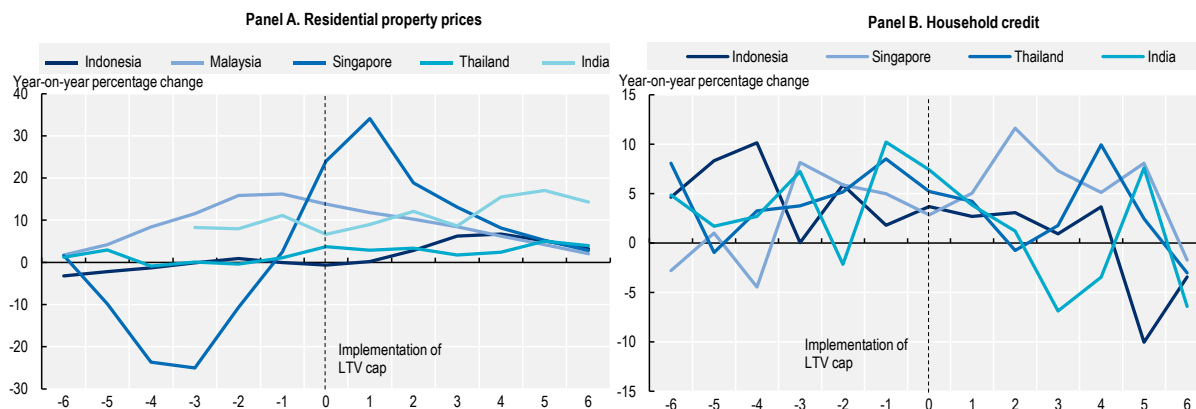 Panel A. Residential property prices
Indonesia Malaysia Singapore Thailand India
Year-on-year percentage change
40
30
20
10
0
-10
-20
-30
Implementation of
LTV cap
-6 -5 -4 -3 -2 -1 0 1 2 3 4 5 6
Panel B. Household credit
Indonesia Singapore Thailand India
Year-on-year percentage change
15
10
5
0
-5
-10
-15
Implementation of
LTV cap
-6 -5 -4 -3 -2 -1 0 1 2 3 4 5 6